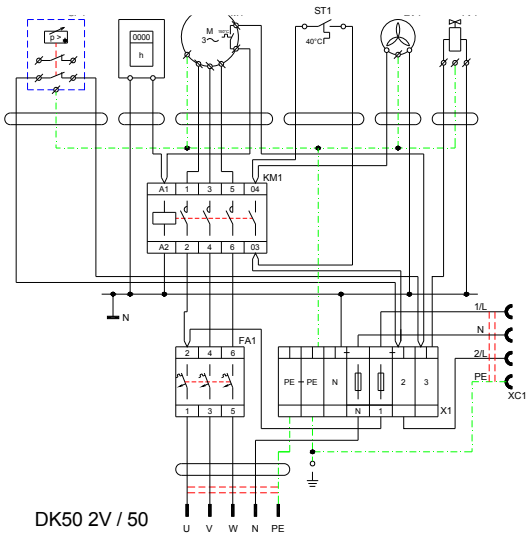 ST1
0000
h
p >
M
3
40°C
KM1
A1 1 3 5 04
A2 2 4 6 03
N
FA1
2 4 6
1 3 5
1/L
N
2/L
PE
XC1
PE PE N 2 3
N 1
X1
DK50 2V / 50
U V W N PE